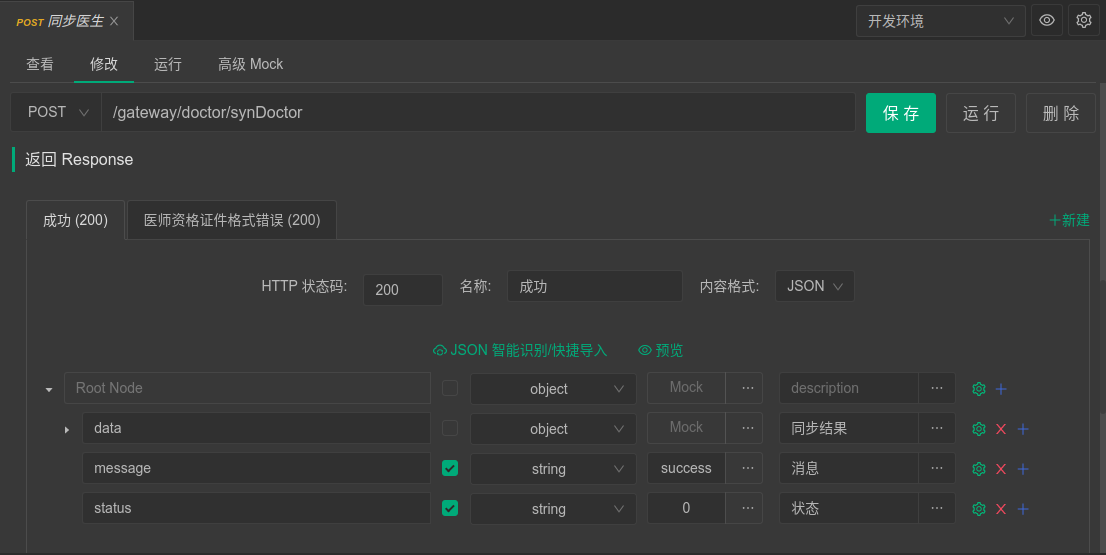 POST 同步医生
开发环境
查看 修改 运行 高级 Mock
POST /gateway/doctor/synDoctor 保 存 运 行 删 除
返回 Response
成功 (200) 医师资格证件格式错误 (200) 新建
HTTP 状态码: 200 名称: 成功 内容格式: JSON
JSON 智能识别/快捷导入 预览
Root Node object Mock description
data object Mock 同步结果
message string success 消息
status string 0 状态